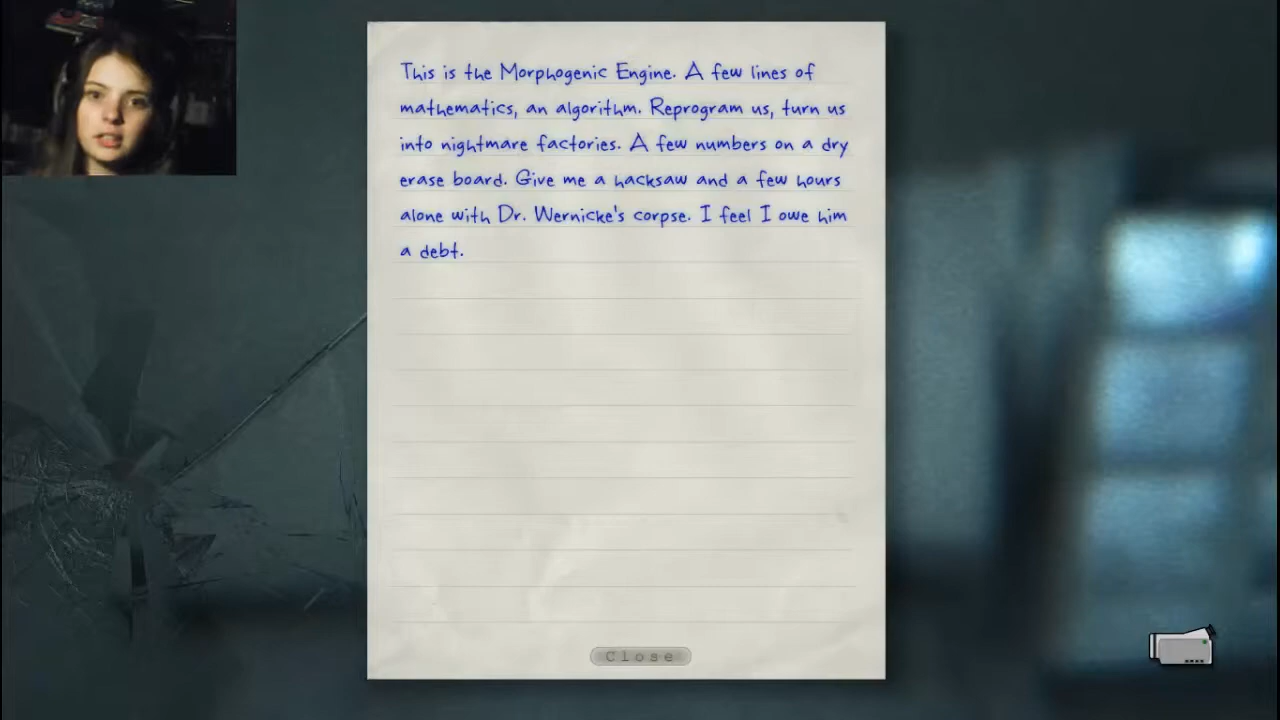 This is the Morphogenic Engine. A few lines of
mathematics, an algorithm. Reprogram us, turn us
into nightmare factories. A few numbers on a dry
erase board. Give me a hacksaw and a few hours
alone with Dr. Wernicke's corpse. I feel I owe him
a debt.
Close